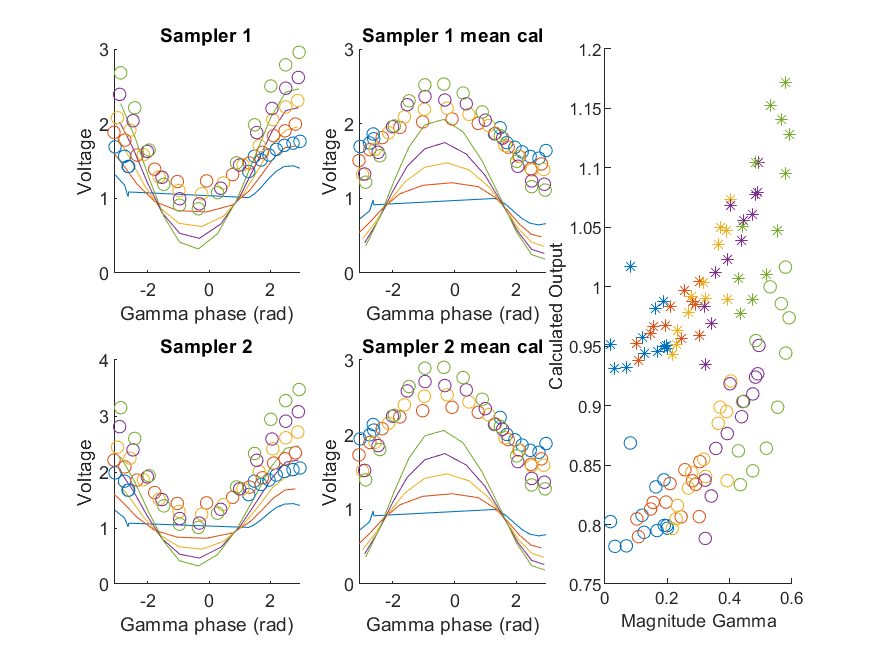 Sampler 1
3
2
1
0
Voltage
-2 0 2
Gamma phase (rad)
Sampler 1 mean cal
3
2
1
0
Voltage
-2 0 2
Gamma phase (rad)
Sampler 2
4
3
2
1
0
Voltage
-2 0 2
Gamma phase (rad)
Sampler 2 mean cal
3
2
1
0
Voltage
-2 0 2
Gamma phase (rad)
1.2
1.15
1.1
1.05
1
0.95
0.9
0.85
0.8
0.75
Calculated Output
0 0.2 0.4 0.6
Magnitude Gamma